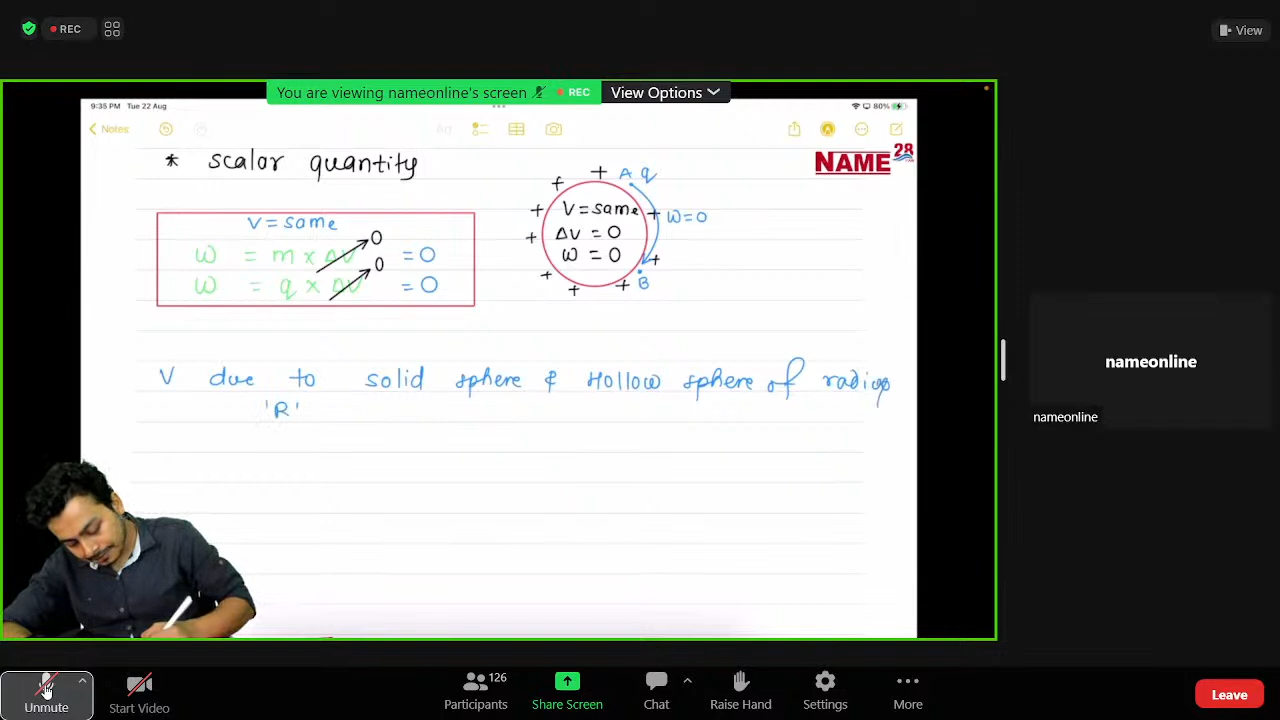 REC
View
You are viewing nameonline's screen
REC
View Options
9:35 PM Tue 22 Aug
80%
Notes
Aa
* scalar quantity
NAME 28
V = same
W = m x ΔV 0 = 0
W = q x ΔV 0 = 0
A q
V = same
ΔV = 0
W = 0
W = 0
B
V due to solid sphere & Hollow sphere of radius
'R'
nameonline
nameonline
Unmute
Start Video
126
Participants
Share Screen
Chat
Raise Hand
Settings
More
Leave